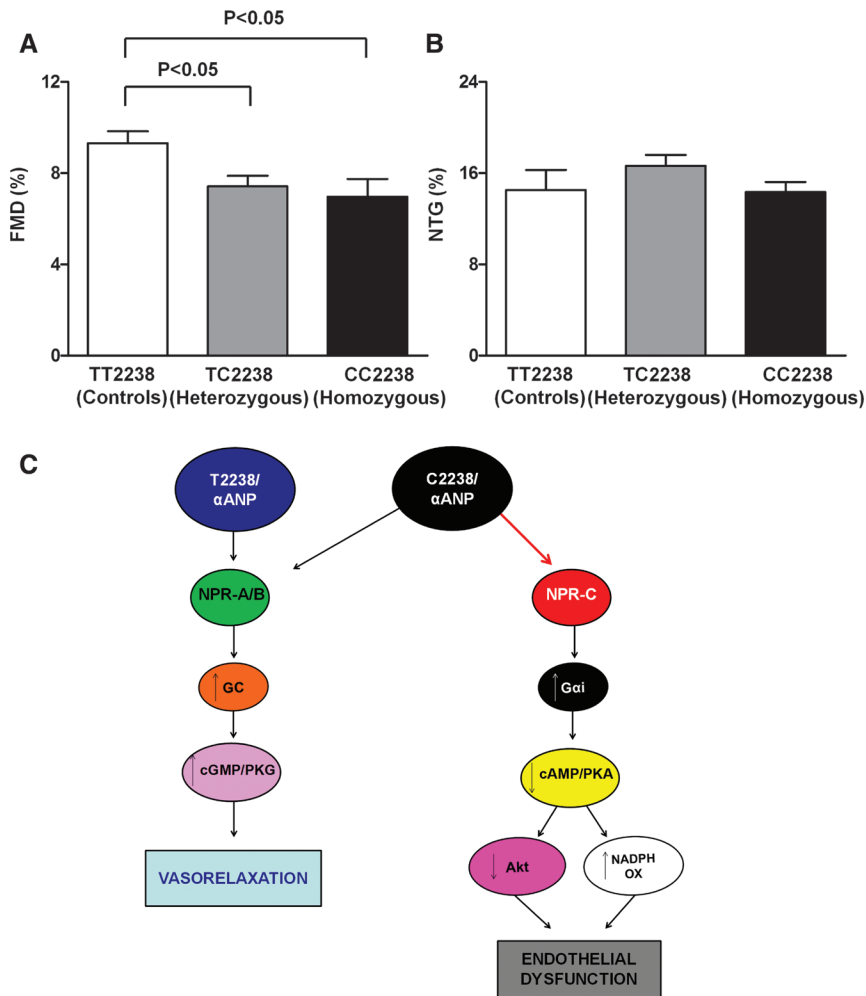 A
P<0.05
P<0.05
12
8
4
0
FMD (%)
TT2238
(Controls)
TC2238
(Heterozygous)
CC2238
(Homozygous)
B
24
16
8
0
NTG (%)
TT2238
(Controls)
TC2238
(Heterozygous)
CC2238
(Homozygous)
C
T2238/
αANP
C2238/
αANP
NPR-A/B
NPR-C
↑ GC
↑ Gαi
↑ cGMP/PKG
↓ cAMP/PKA
VASORELAXATION
↓ Akt
↑ NADPH
OX
ENDOTHELIAL
DYSFUNCTION